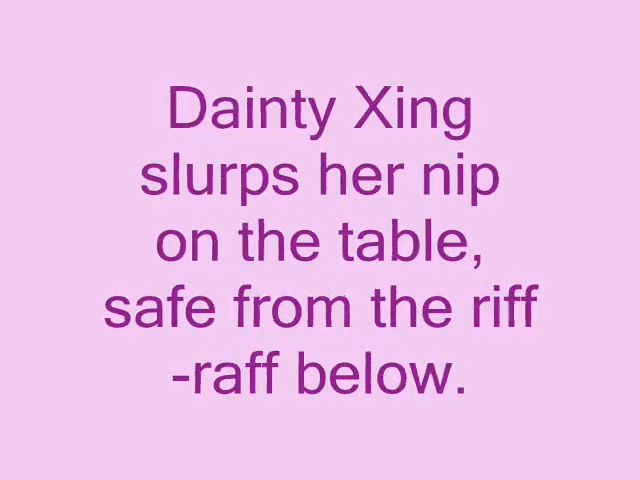 Dainty Xing
slurps her nip
on the table,
safe from the riff
-raff below.